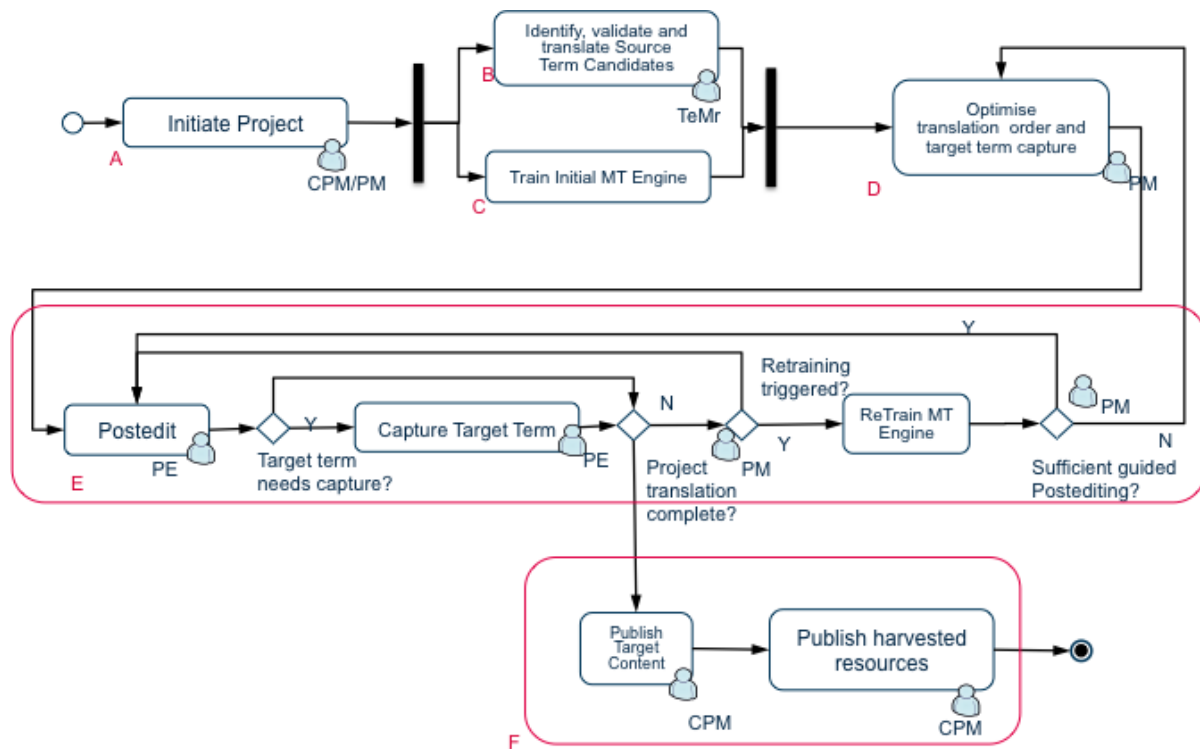 Identify, validate and
translate Source
Term Candidates
B
TeMr
Initiate Project
A
CPM/PM
Train Initial MT Engine
C
Optimise
translation order and
target term capture
D
PM
Y
Retraining
triggered?
Postedit
PE
E
Y
Target term
needs capture?
Capture Target Term
PE
N
Project
translation
complete?
PM
Y
ReTrain MT
Engine
PM
N
Sufficient guided
Postediting?
Publish
Target
Content
CPM
Publish harvested
resources
CPM
F